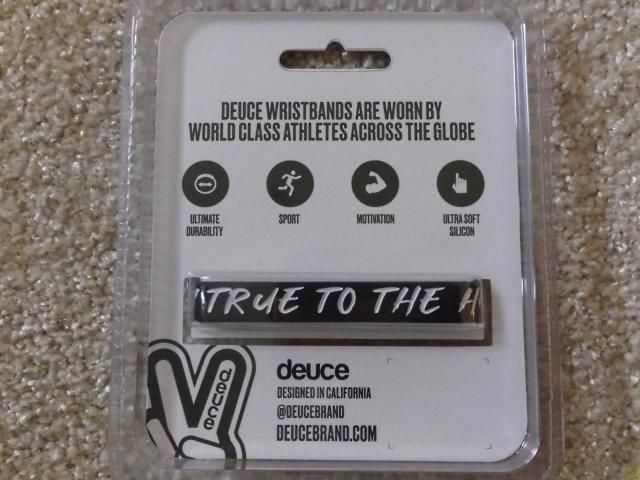 DEUCE WRISTBANDS ARE WORN BY
WORLD CLASS ATHLETES ACROSS THE GLOBE
ULTIMATE
DURABILITY
SPORT
MOTIVATION
ULTRA SOFT
SILICON
TRUE TO THE H
deuce
deuce
DESIGNED IN CALIFORNIA
@DEUCEBRAND
DEUCEBRAND.COM